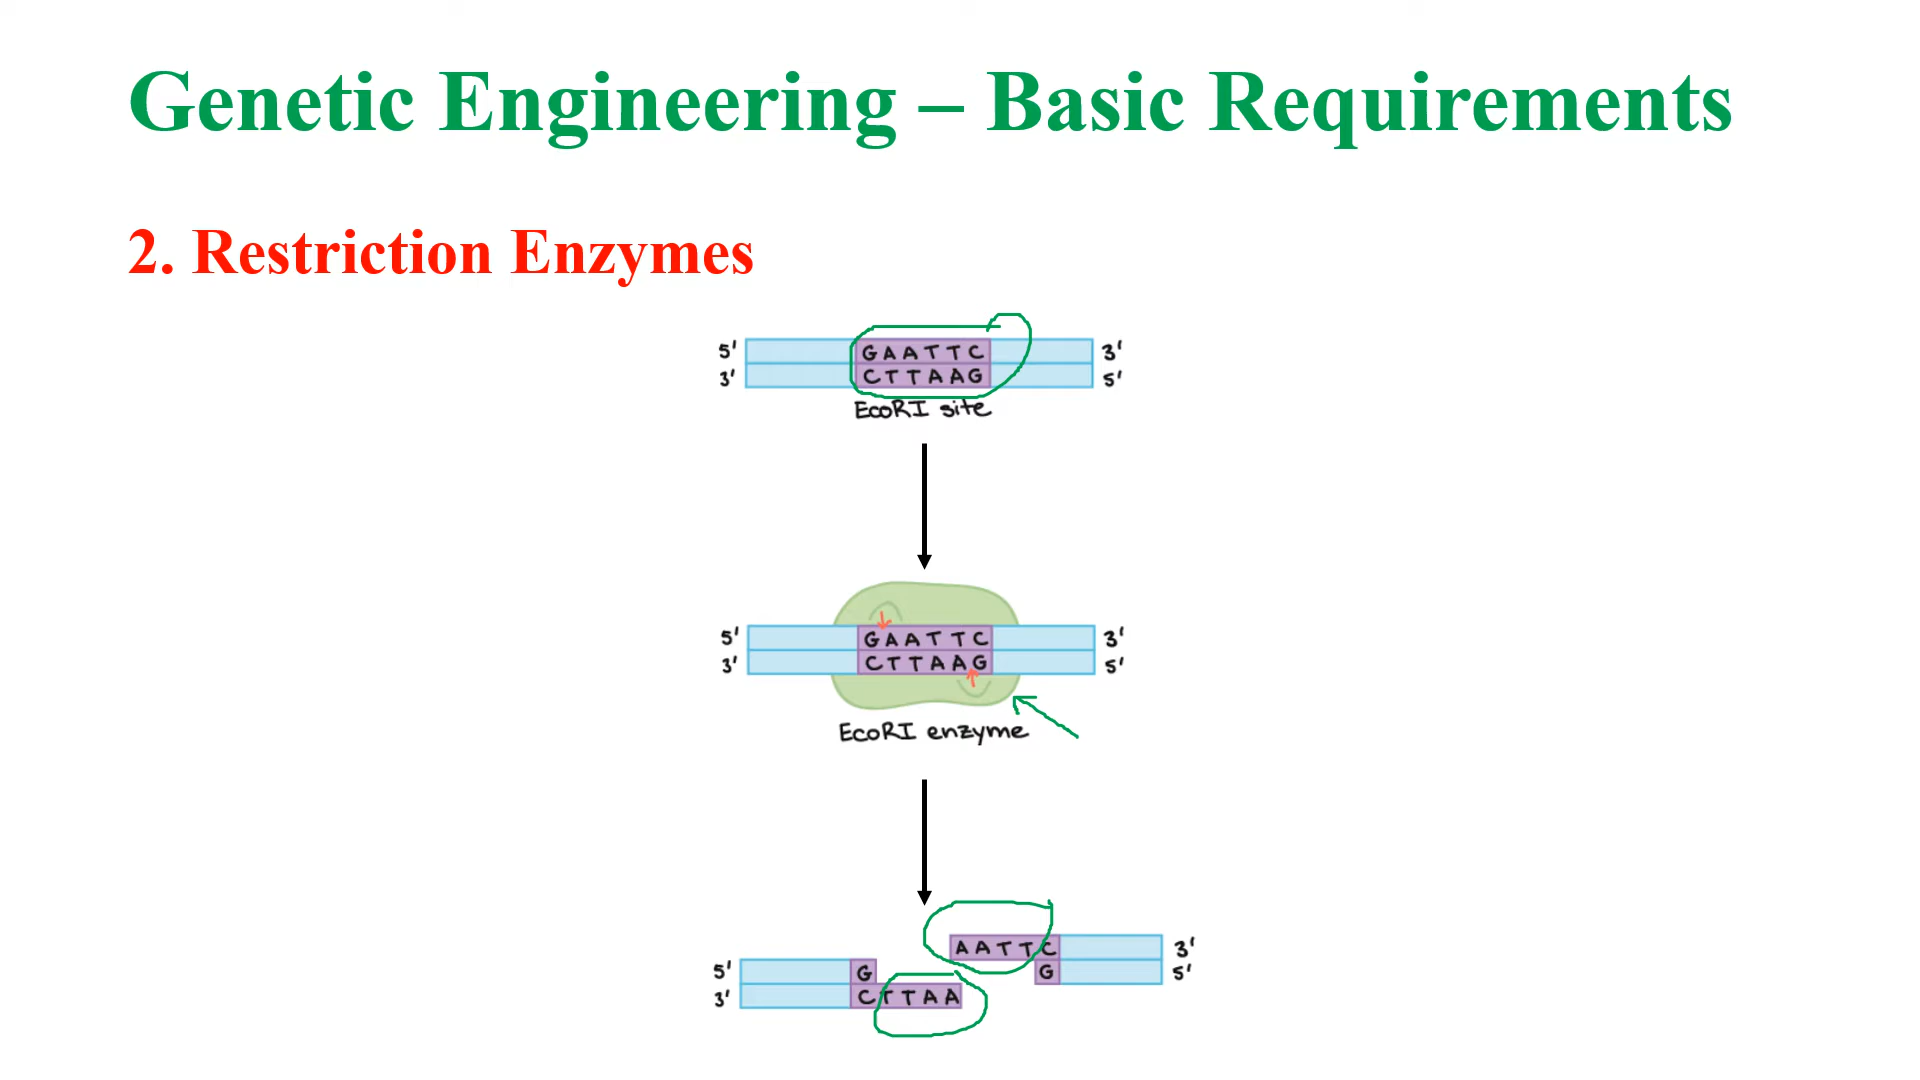 Genetic Engineering – Basic Requirements
2. Restriction Enzymes
5' GAATTC 3'
3' CTTAAG 5'
EcoRI site
5' GAATTC 3'
3' CTTAAG 5'
EcoRI enzyme
AATTC 3'
5' G G 5'
3' CTTAA